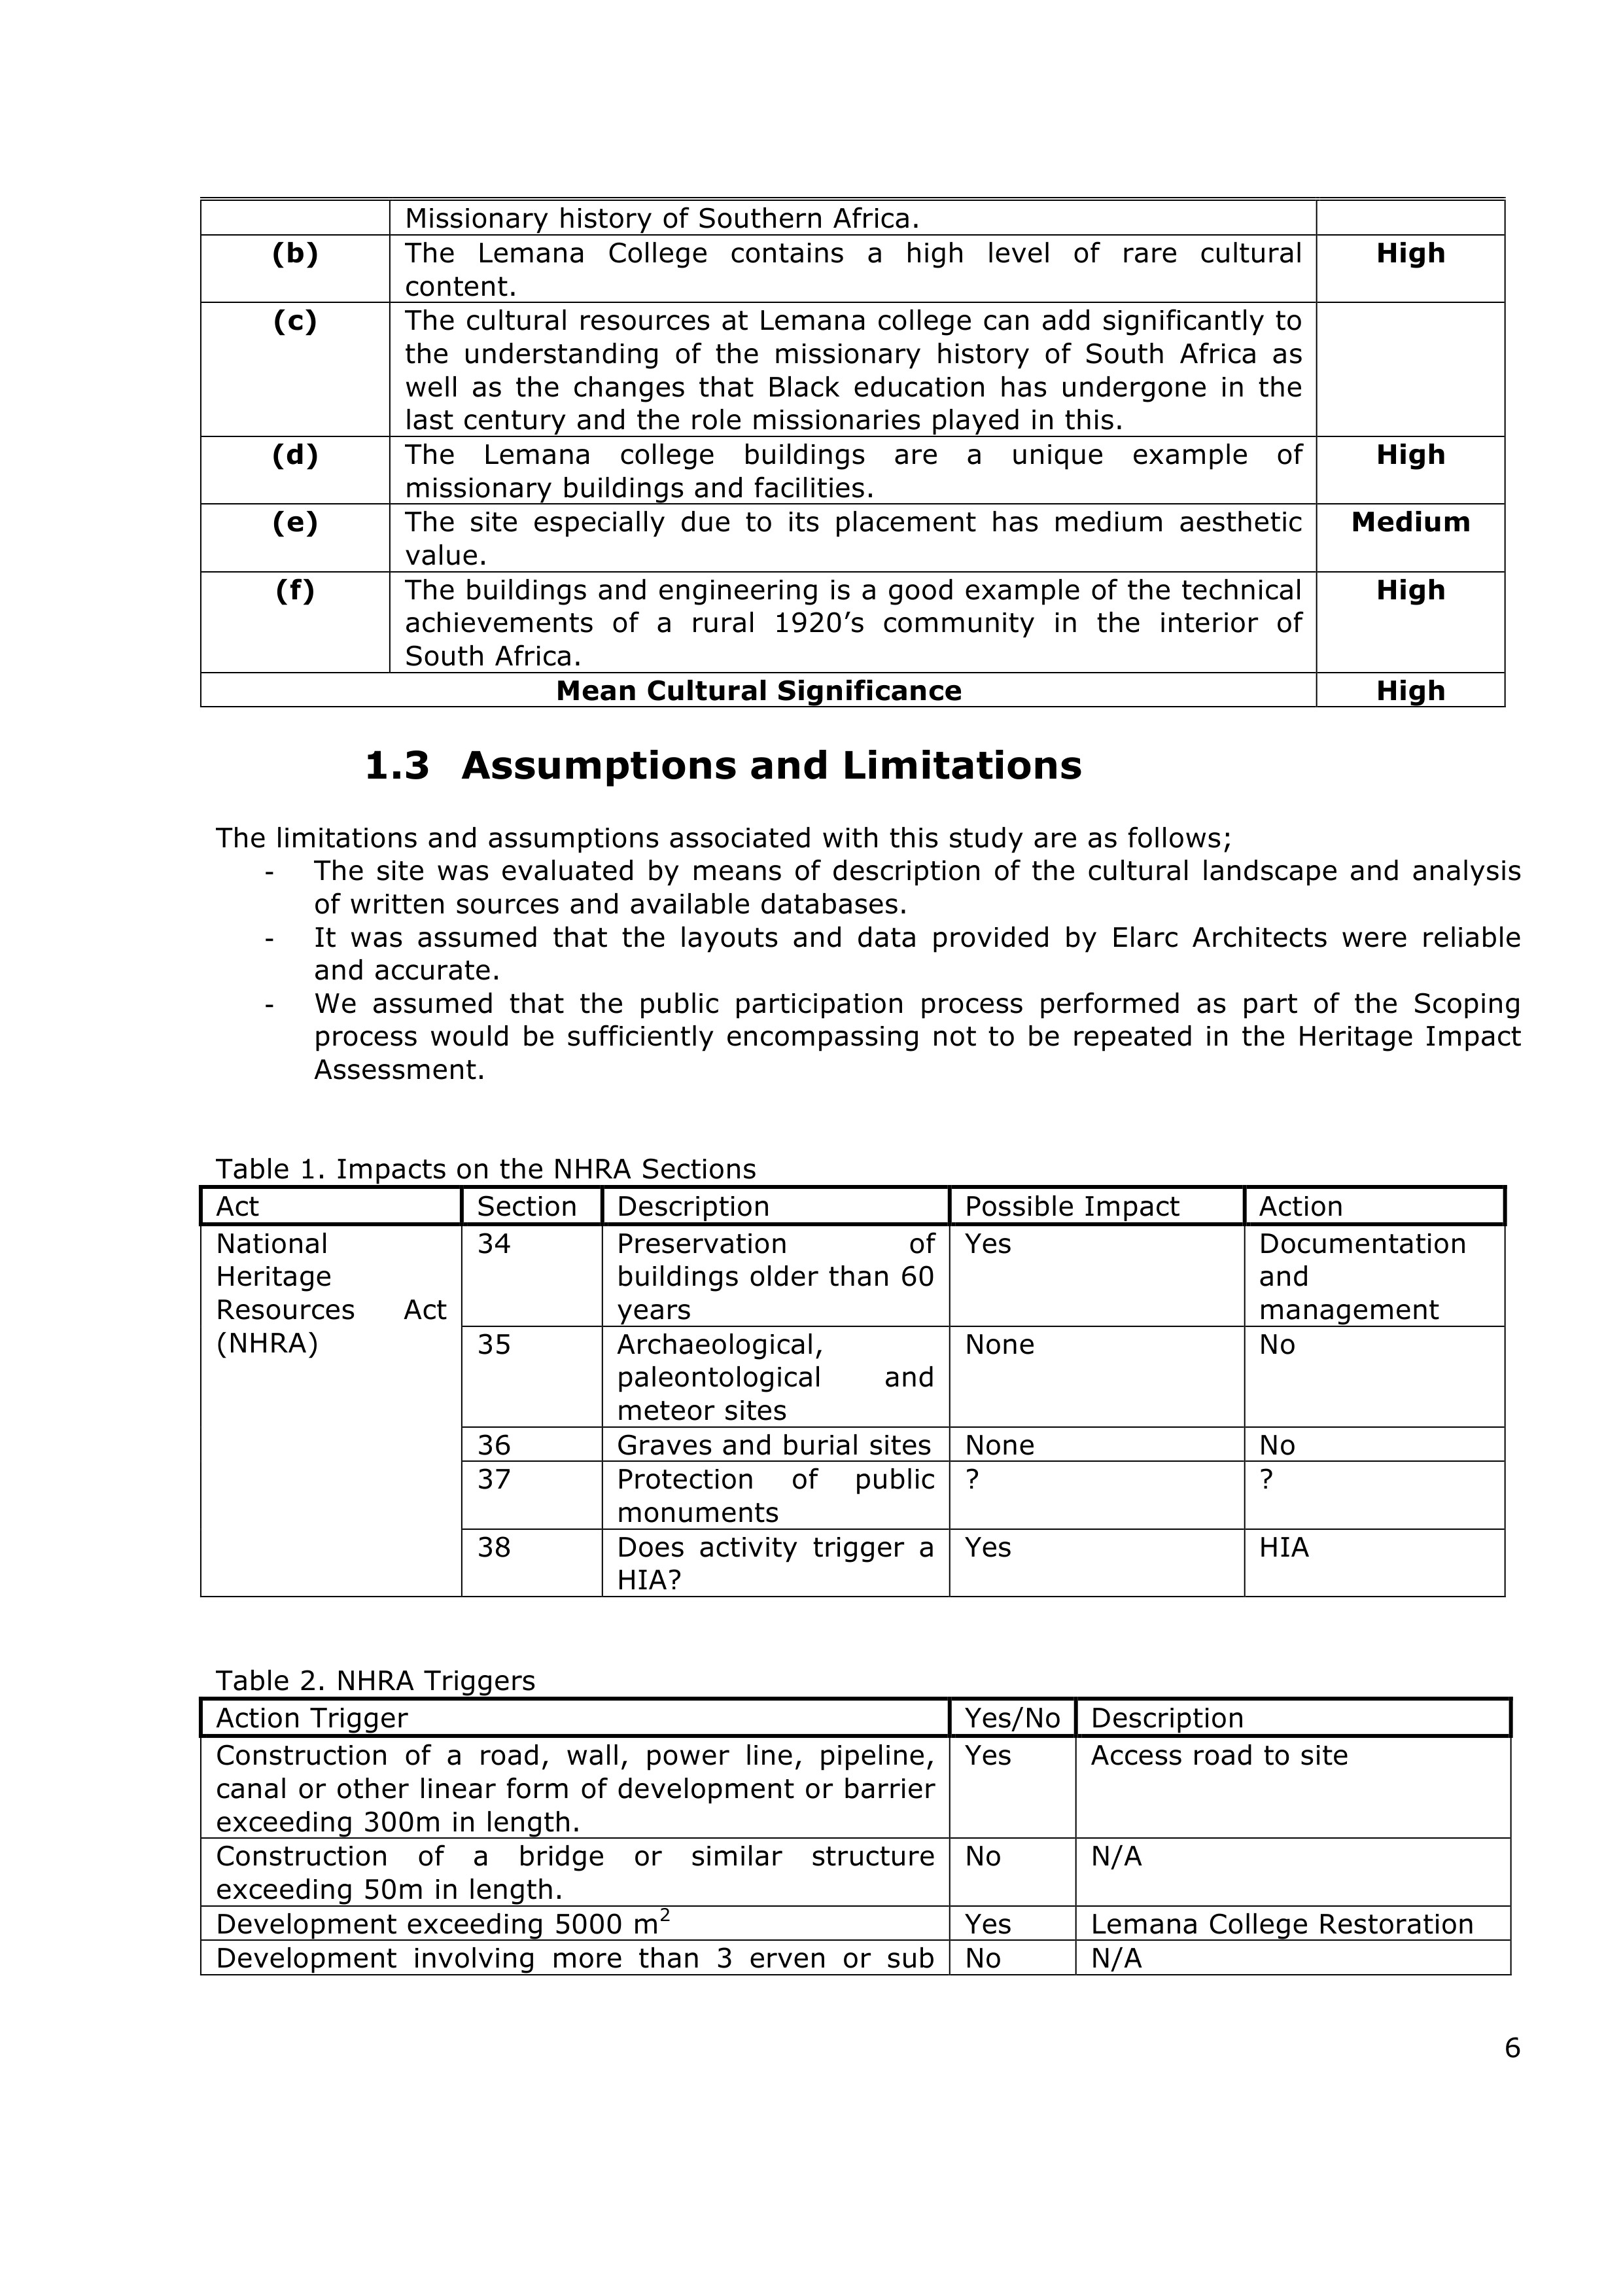 Missionary history of Southern Africa.
(b) The Lemana College contains a high level of rare cultural High
content.
(c) The cultural resources at Lemana college can add significantly to
the understanding of the missionary history of South Africa as
well as the changes that Black education has undergone in the
last century and the role missionaries played in this.
(d) The Lemana college buildings are a unique example of High
missionary buildings and facilities.
(e) The site especially due to its placement has medium aesthetic Medium
value.
(f) The buildings and engineering is a good example of the technical High
achievements of a rural 1920’s community in the interior of
South Africa.
Mean Cultural Significance High
1.3 Assumptions and Limitations
The limitations and assumptions associated with this study are as follows;
- The site was evaluated by means of description of the cultural landscape and analysis
of written sources and available databases.
- It was assumed that the layouts and data provided by Elarc Architects were reliable
and accurate.
- We assumed that the public participation process performed as part of the Scoping
process would be sufficiently encompassing not to be repeated in the Heritage Impact
Assessment.
Table 1. Impacts on the NHRA Sections
Act Section Description Possible Impact Action
National 34 Preservation of Yes Documentation
Heritage buildings older than 60 and
Resources Act years management
(NHRA) 35 Archaeological, None No
paleontological and
meteor sites
36 Graves and burial sites None No
37 Protection of public ? ?
monuments
38 Does activity trigger a Yes HIA
HIA?
Table 2. NHRA Triggers
Action Trigger Yes/No Description
Construction of a road, wall, power line, pipeline, Yes Access road to site
canal or other linear form of development or barrier
exceeding 300m in length.
Construction of a bridge or similar structure No N/A
exceeding 50m in length.
Development exceeding 5000 m² Yes Lemana College Restoration
Development involving more than 3 erven or sub No N/A
6